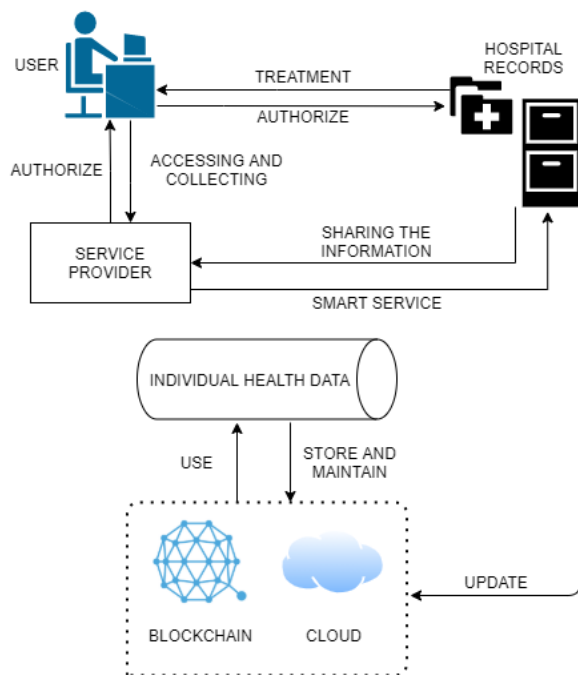 USER
HOSPITAL
RECORDS
TREATMENT
AUTHORIZE
AUTHORIZE
ACCESSING AND
COLLECTING
SERVICE
PROVIDER
SHARING THE
INFORMATION
SMART SERVICE
INDIVIDUAL HEALTH DATA
USE
STORE AND
MAINTAIN
UPDATE
BLOCKCHAIN
CLOUD